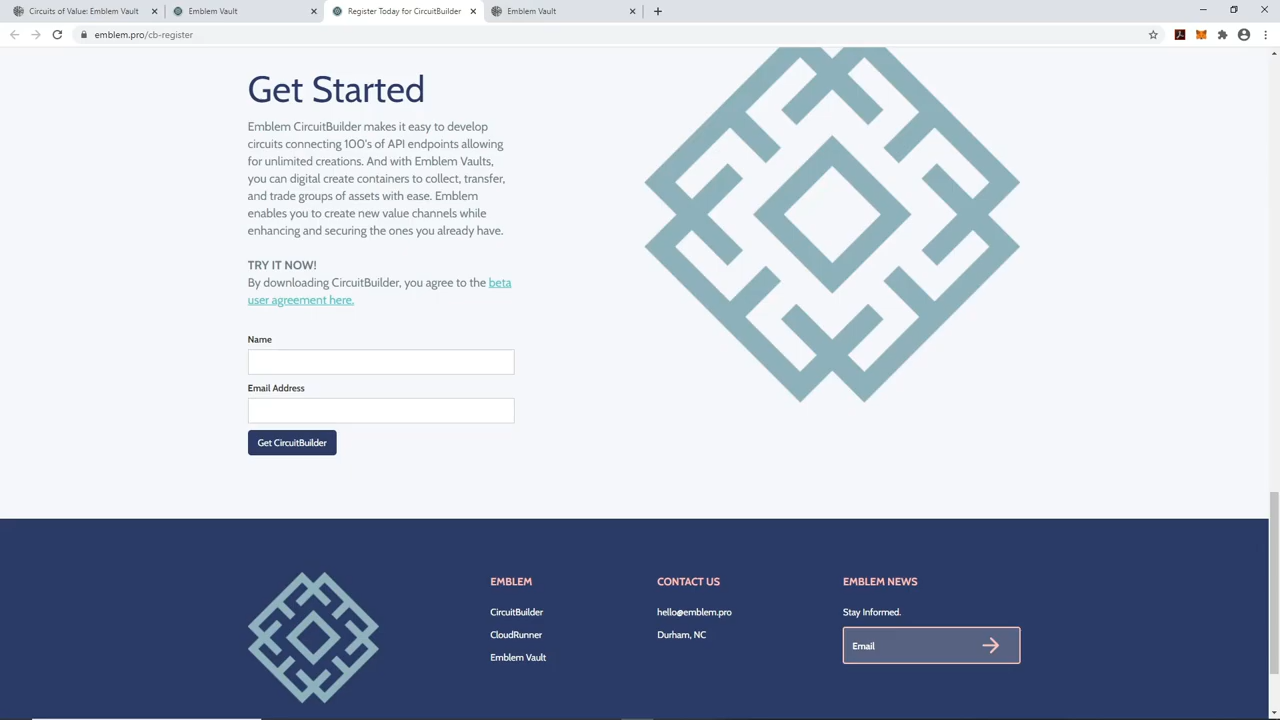 Circuits of Value: Emblem Vault
Emblem Vault
Register Today for CircuitBuilder
Emblem Vault
emblem.pro/cb-register
Get Started
Emblem CircuitBuilder makes it easy to develop
circuits connecting 100's of API endpoints allowing
for unlimited creations. And with Emblem Vaults,
you can digital create containers to collect, transfer,
and trade groups of assets with ease. Emblem
enables you to create new value channels while
enhancing and securing the ones you already have.
TRY IT NOW!
By downloading CircuitBuilder, you agree to the beta
user agreement here.
Name
Email Address
Get CircuitBuilder
EMBLEM
CircuitBuilder
CloudRunner
Emblem Vault
CONTACT US
hello@emblem.pro
Durham, NC
EMBLEM NEWS
Stay Informed.
Email